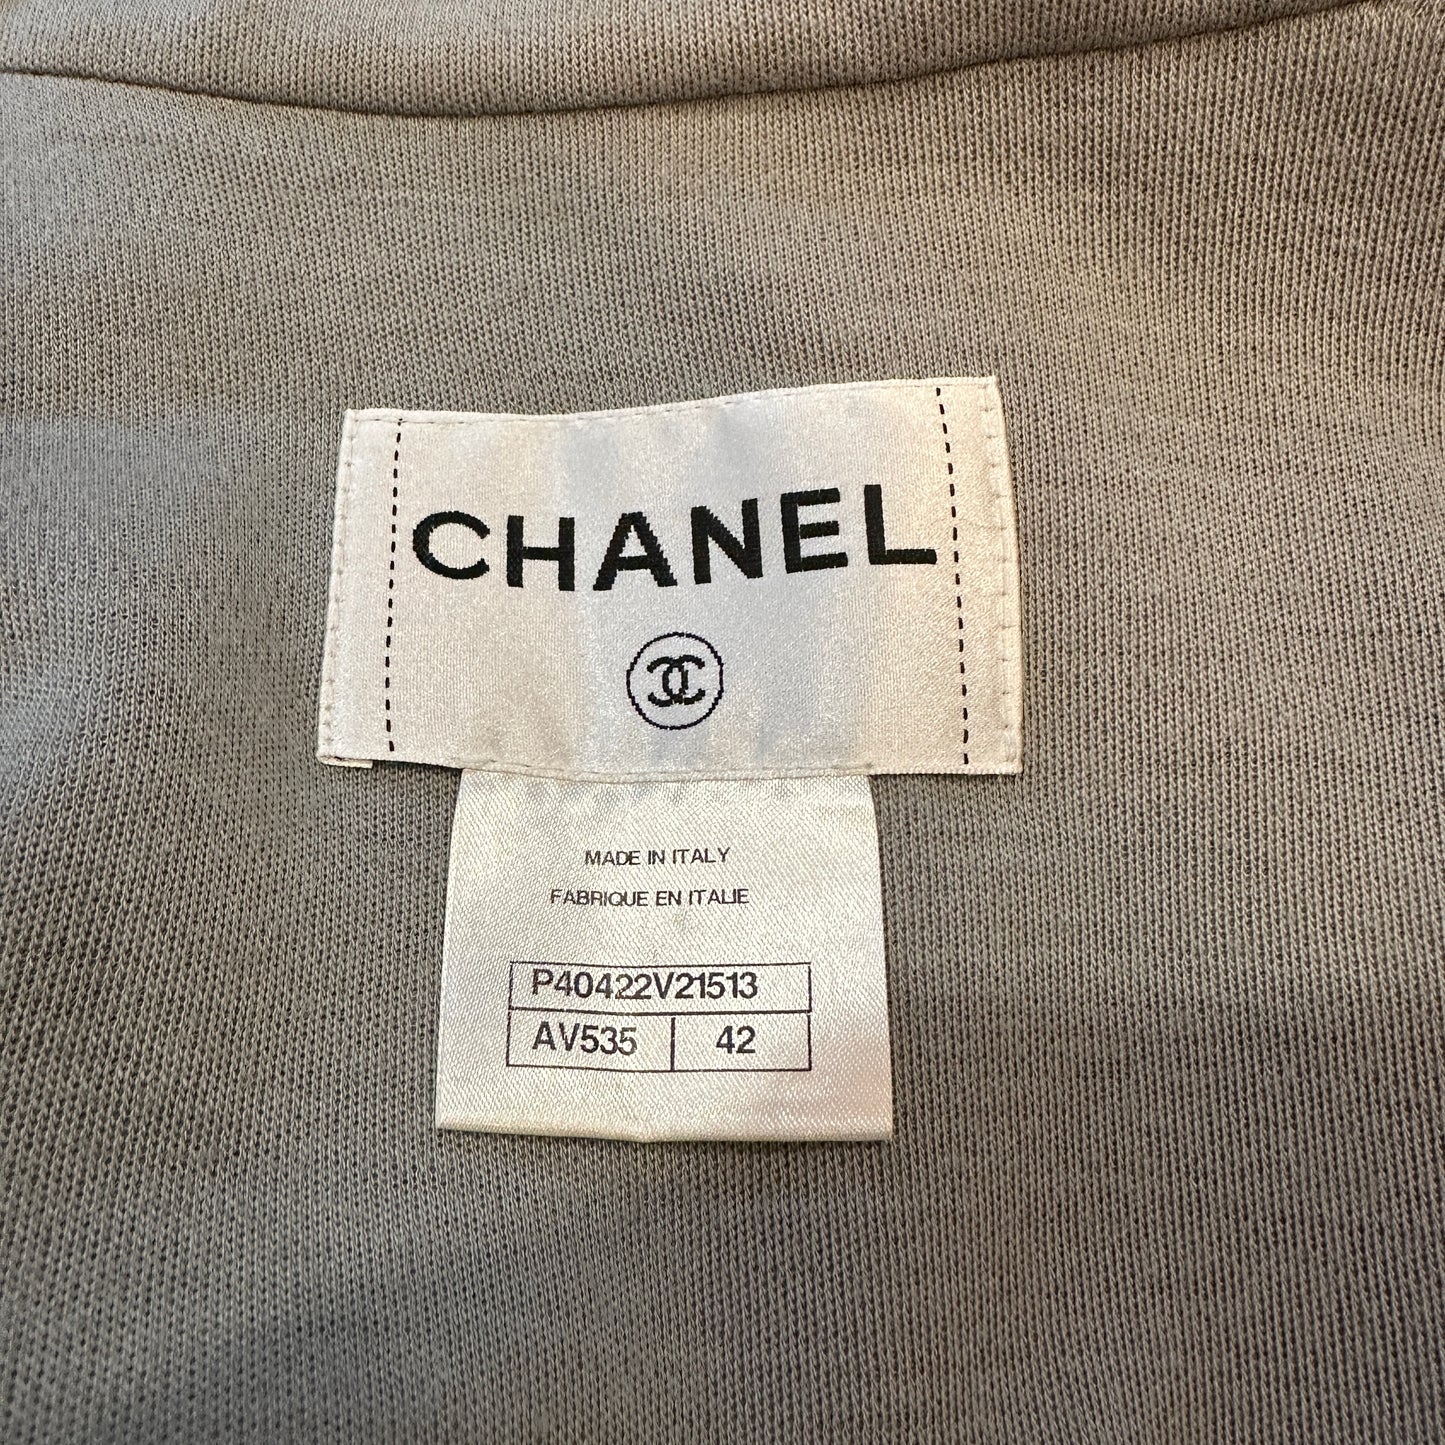 CHANEL
MADE IN ITALY
FABRIQUE EN ITALIE
P40422V21513
AV535 42